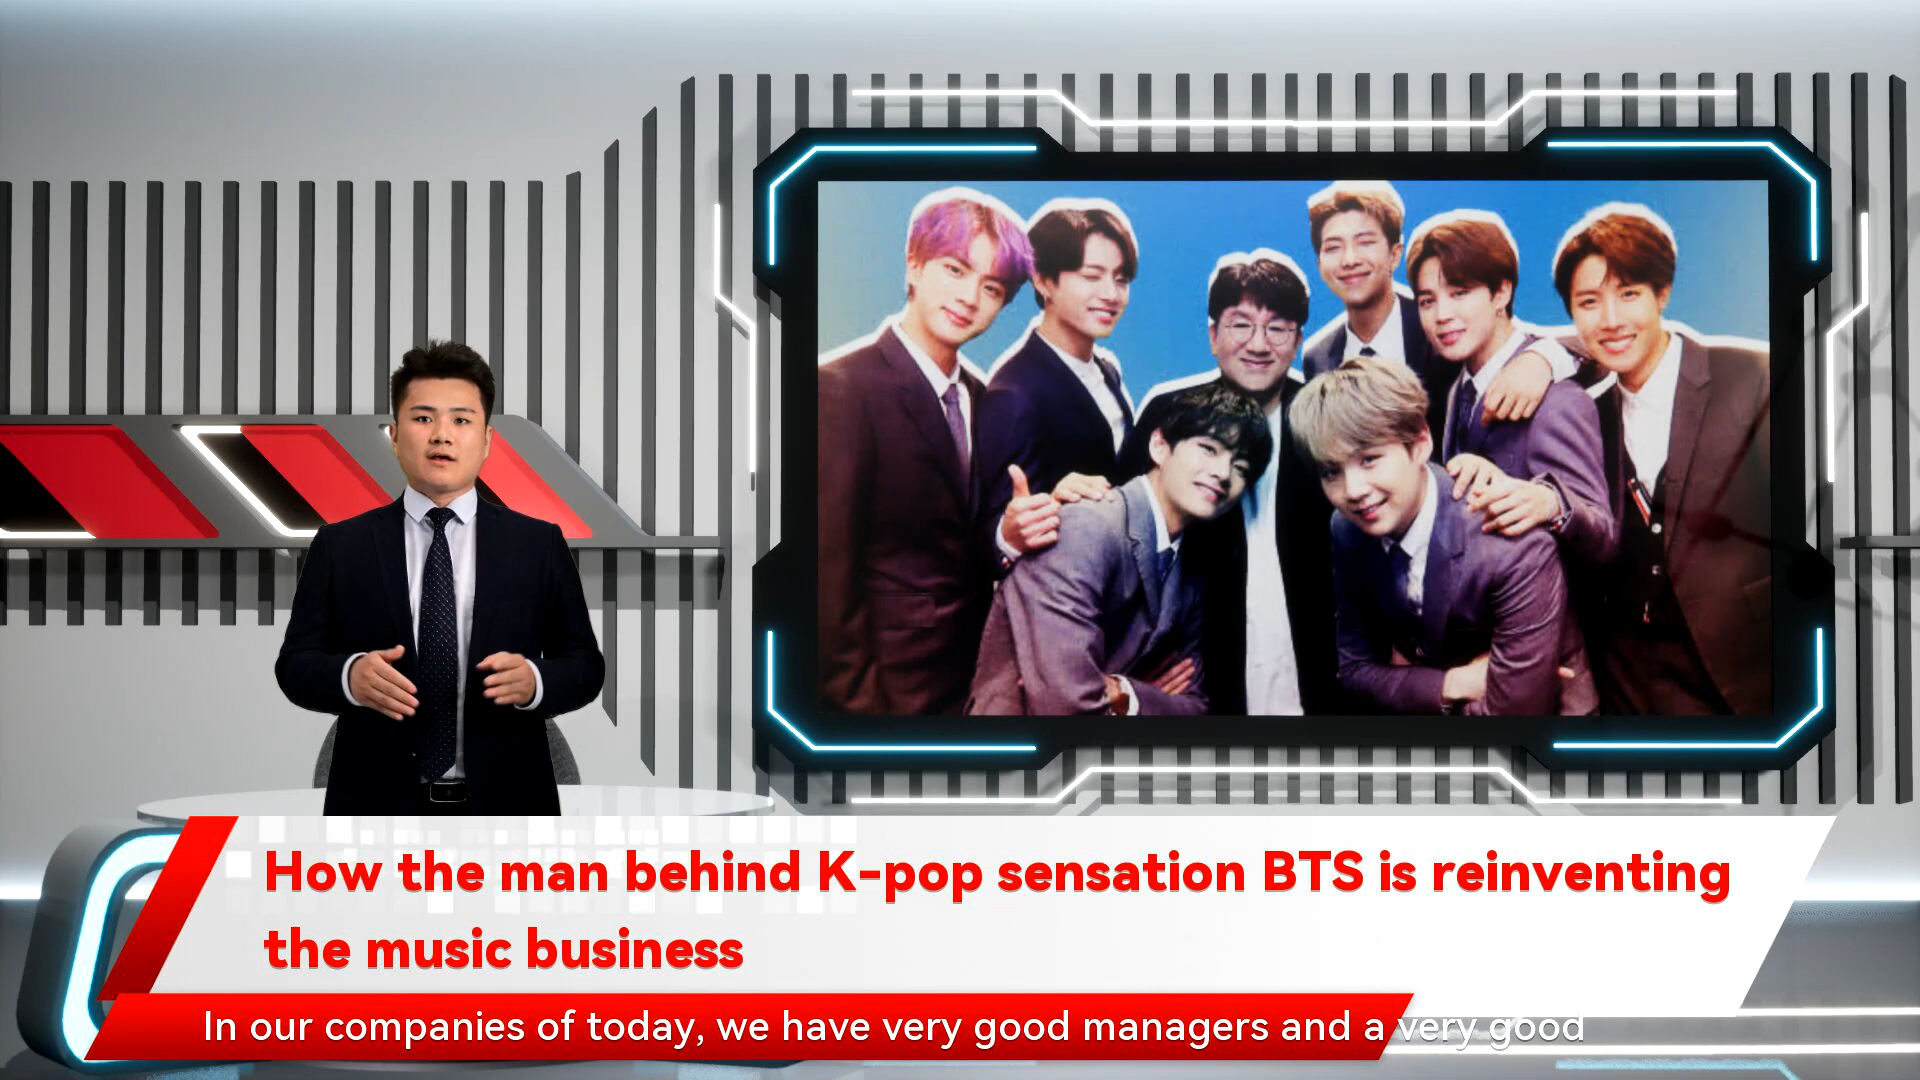 How the man behind K-pop sensation BTS is reinventing
the music business
In our companies of today, we have very good managers and a very good